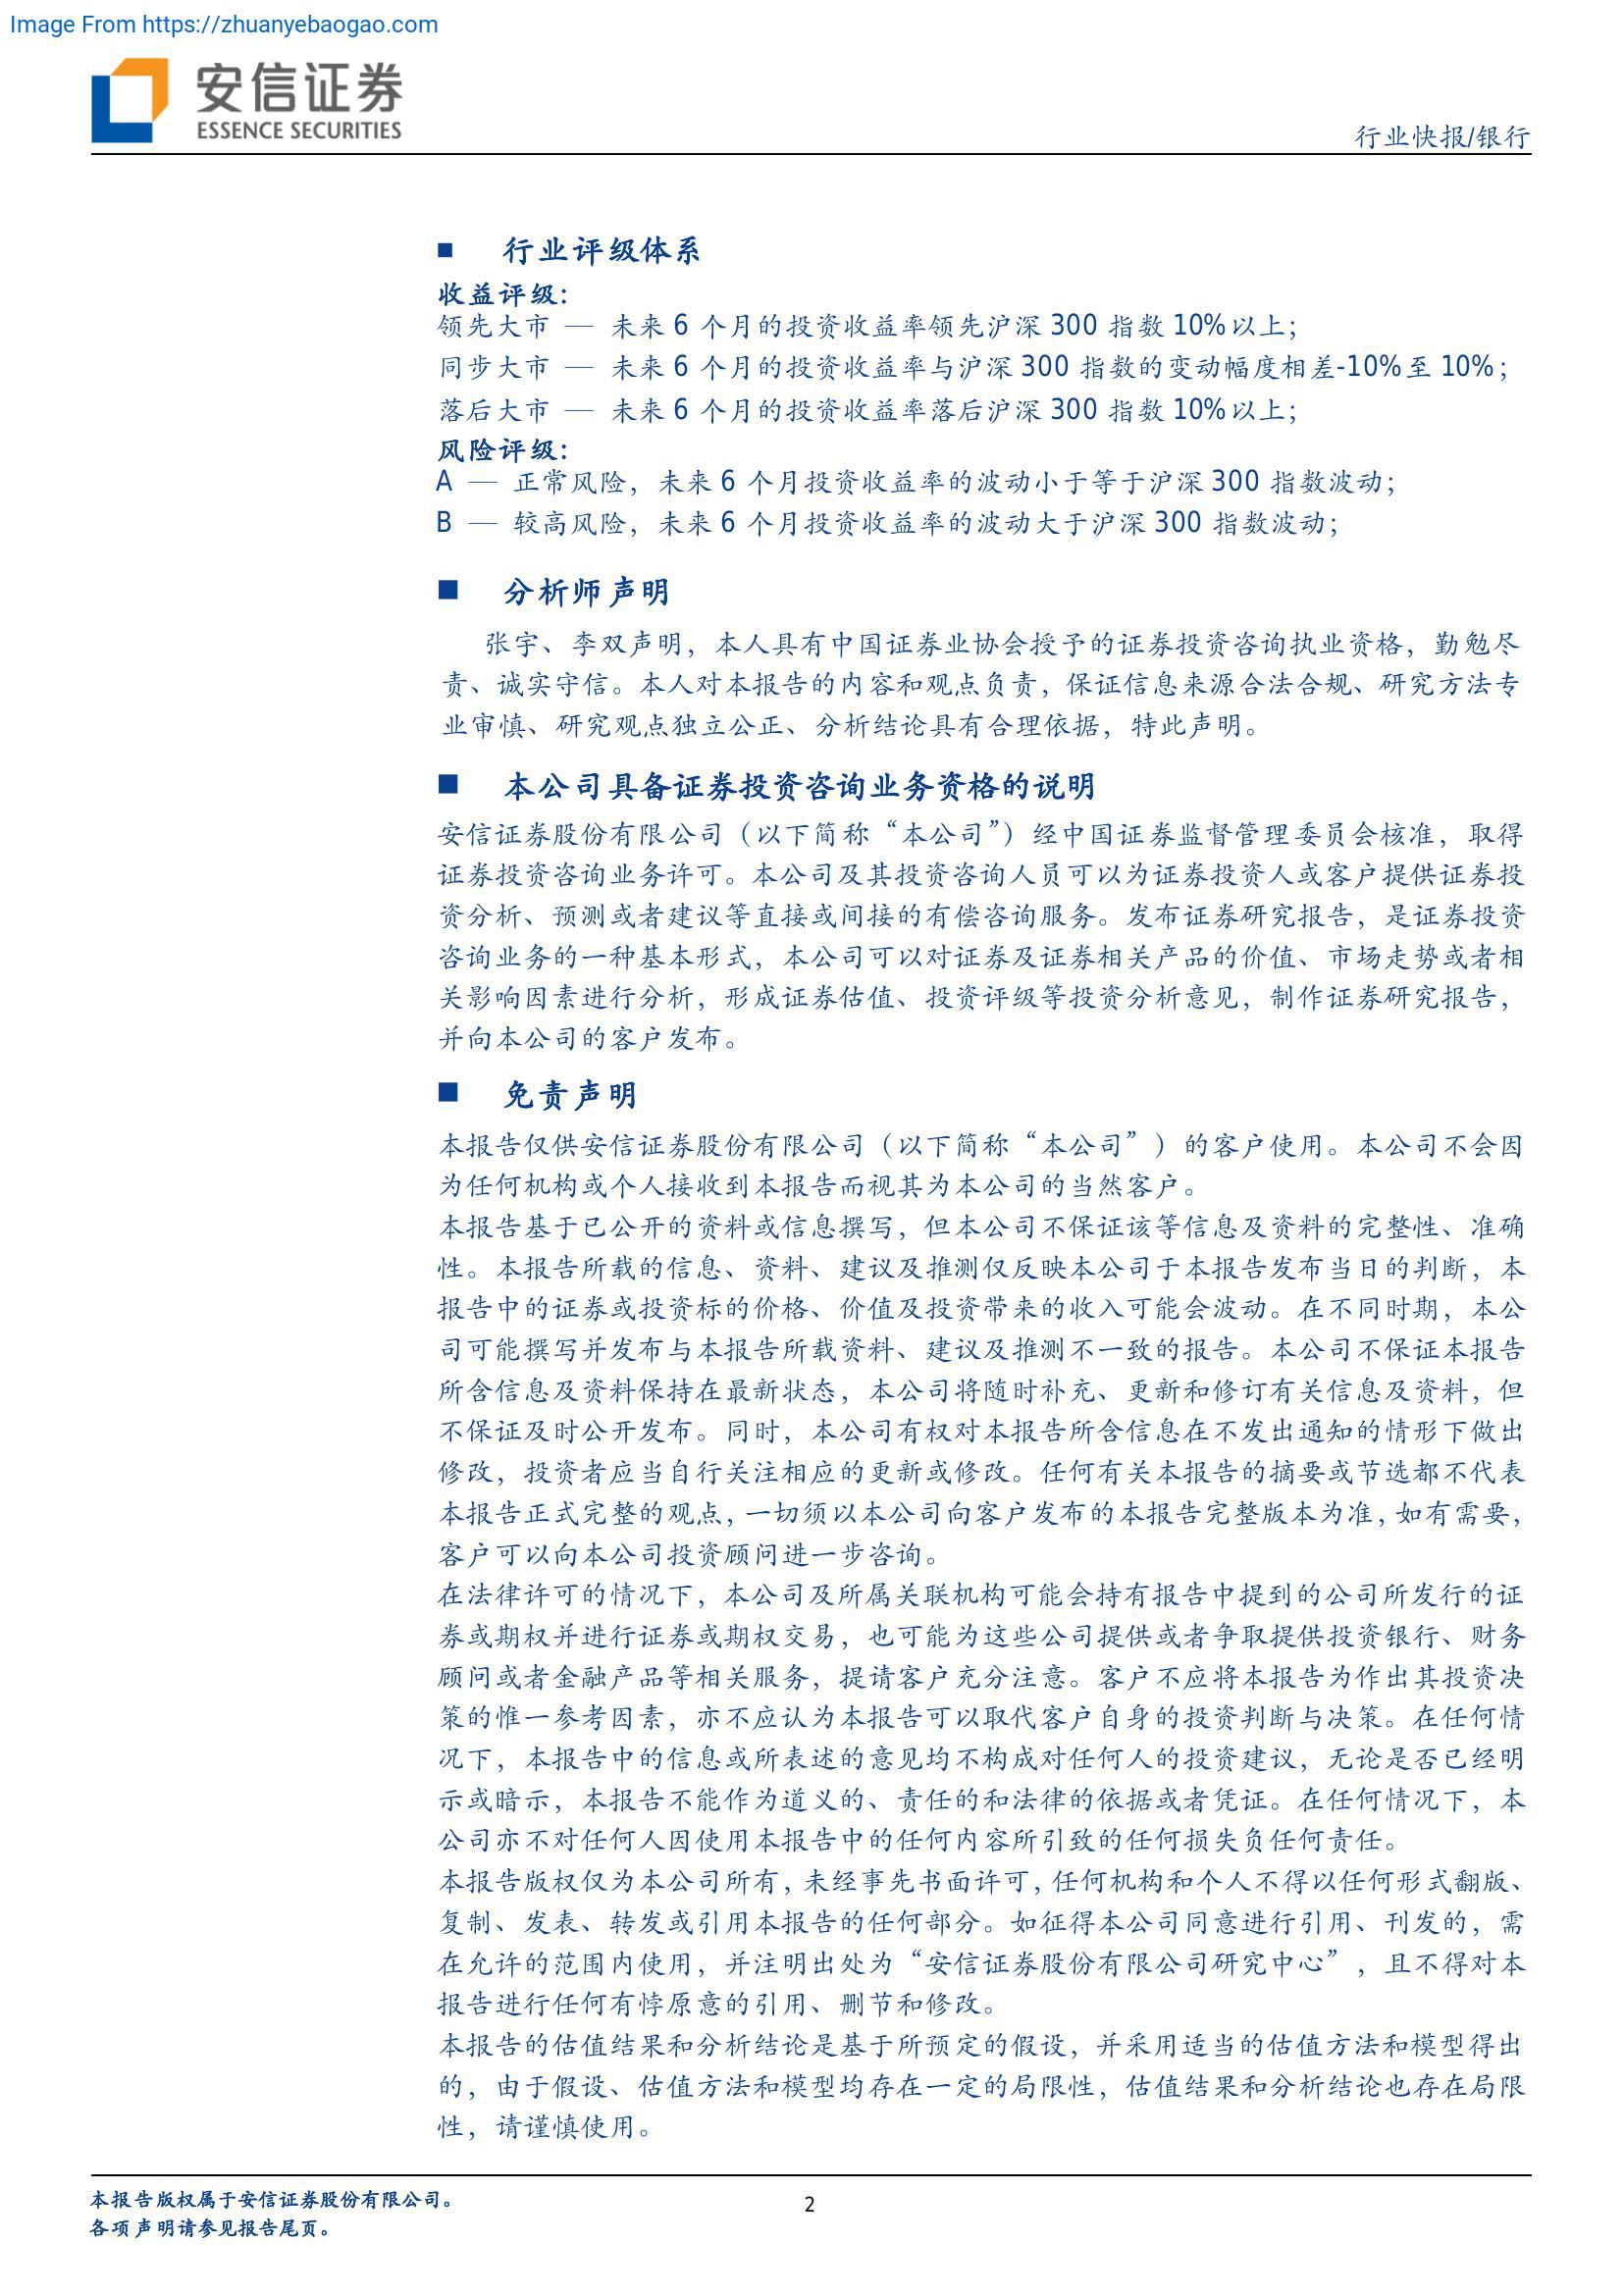 Image From https://zhuanyebaogao.com
安信证券
ESSENCE SECURITIES
行业快报/银行
■ 行业评级体系
收益评级：
领先大市 — 未来 6 个月的投资收益率领先沪深 300 指数 10%以上；
同步大市 — 未来 6 个月的投资收益率与沪深 300 指数的变动幅度相差-10%至 10%；
落后大市 — 未来 6 个月的投资收益率落后沪深 300 指数 10%以上；
风险评级：
A — 正常风险，未来 6 个月投资收益率的波动小于等于沪深 300 指数波动；
B — 较高风险，未来 6 个月投资收益率的波动大于沪深 300 指数波动；
■ 分析师声明
张宇、李双声明，本人具有中国证券业协会授予的证券投资咨询执业资格，勤勉尽
责、诚实守信。本人对本报告的内容和观点负责，保证信息来源合法合规、研究方法专
业审慎、研究观点独立公正、分析结论具有合理依据，特此声明。
■ 本公司具备证券投资咨询业务资格的说明
安信证券股份有限公司（以下简称“本公司”）经中国证券监督管理委员会核准，取得
证券投资咨询业务许可。本公司及其投资咨询人员可以为证券投资人或客户提供证券投
资分析、预测或者建议等直接或间接的有偿咨询服务。发布证券研究报告，是证券投资
咨询业务的一种基本形式，本公司可以对证券及证券相关产品的价值、市场走势或者相
关影响因素进行分析，形成证券估值、投资评级等投资分析意见，制作证券研究报告，
并向本公司的客户发布。
■ 免责声明
本报告仅供安信证券股份有限公司（以下简称“本公司”）的客户使用。本公司不会因
为任何机构或个人接收到本报告而视其为本公司的当然客户。
本报告基于已公开的资料或信息撰写，但本公司不保证该等信息及资料的完整性、准确
性。本报告所载的信息、资料、建议及推测仅反映本公司于本报告发布当日的判断，本
报告中的证券或投资标的价格、价值及投资带来的收入可能会波动。在不同时期，本公
司可能撰写并发布与本报告所载资料、建议及推测不一致的报告。本公司不保证本报告
所含信息及资料保持在最新状态，本公司将随时补充、更新和修订有关信息及资料，但
不保证及时公开发布。同时，本公司有权对本报告所含信息在不发出通知的情形下做出
修改，投资者应当自行关注相应的更新或修改。任何有关本报告的摘要或节选都不代表
本报告正式完整的观点，一切须以本公司向客户发布的本报告完整版本为准，如有需要，
客户可以向本公司投资顾问进一步咨询。
在法律许可的情况下，本公司及所属关联机构可能会持有报告中提到的公司所发行的证
券或期权并进行证券或期权交易，也可能为这些公司提供或者争取提供投资银行、财务
顾问或者金融产品等相关服务，提请客户充分注意。客户不应将本报告为作出其投资决
策的惟一参考因素，亦不应认为本报告可以取代客户自身的投资判断与决策。在任何情
况下，本报告中的信息或所表述的意见均不构成对任何人的投资建议，无论是否已经明
示或暗示，本报告不能作为道义的、责任的和法律的依据或者凭证。在任何情况下，本
公司亦不对任何人因使用本报告中的任何内容所引致的任何损失负任何责任。
本报告版权仅为本公司所有，未经事先书面许可，任何机构和个人不得以任何形式翻版、
复制、发表、转发或引用本报告的任何部分。如征得本公司同意进行引用、刊发的，需
在允许的范围内使用，并注明出处为“安信证券股份有限公司研究中心”，且不得对本
报告进行任何有悖原意的引用、删节和修改。
本报告的估值结果和分析结论是基于所预定的假设，并采用适当的估值方法和模型得出
的，由于假设、估值方法和模型均存在一定的局限性，估值结果和分析结论也存在局限
性，请谨慎使用。
本报告版权属于安信证券股份有限公司。
2
各项声明请参见报告尾页。